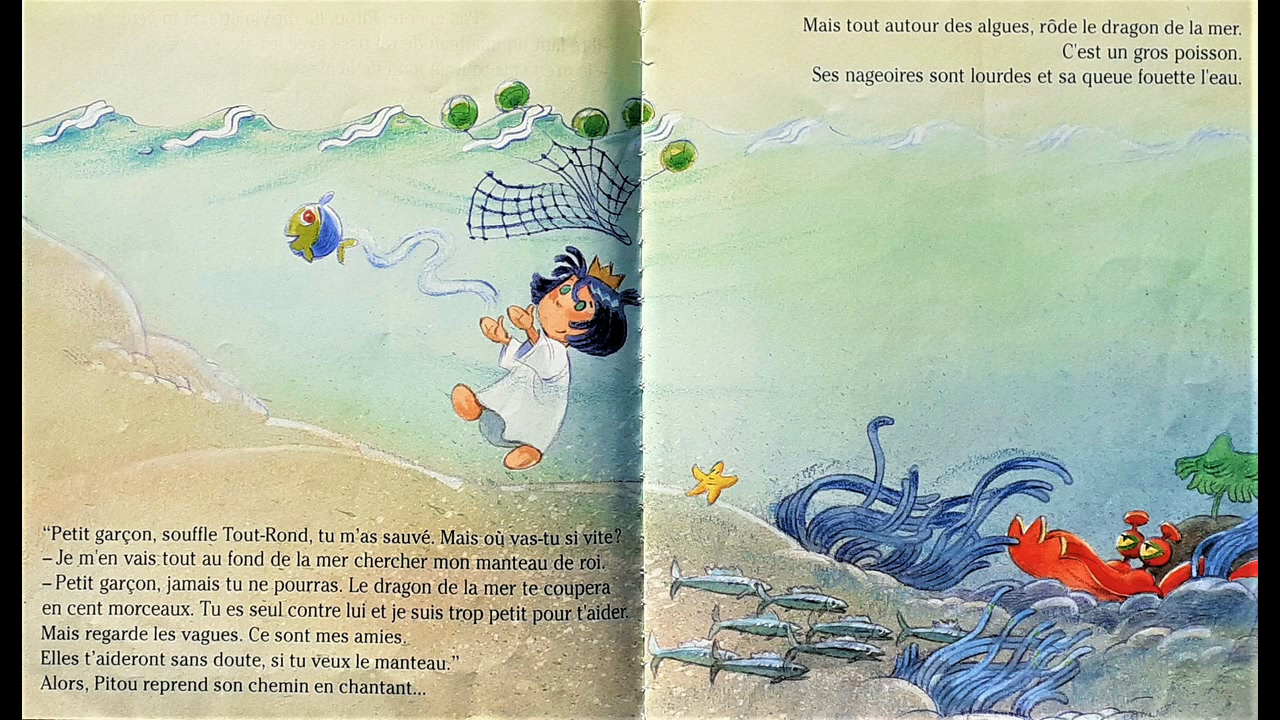 “Petit garçon, souffle Tout-Rond, tu m'as sauvé. Mais où vas-tu si vite?
– Je m'en vais tout au fond de la mer chercher mon manteau de roi.
– Petit garçon, jamais tu ne pourras. Le dragon de la mer te coupera
en cent morceaux. Tu es seul contre lui et je suis trop petit pour t'aider.
Mais regarde les vagues. Ce sont mes amies.
Elles t'aideront sans doute, si tu veux le manteau.”
Alors, Pitou reprend son chemin en chantant...
Mais tout autour des algues, rôde le dragon de la mer.
C'est un gros poisson.
Ses nageoires sont lourdes et sa queue fouette l'eau.